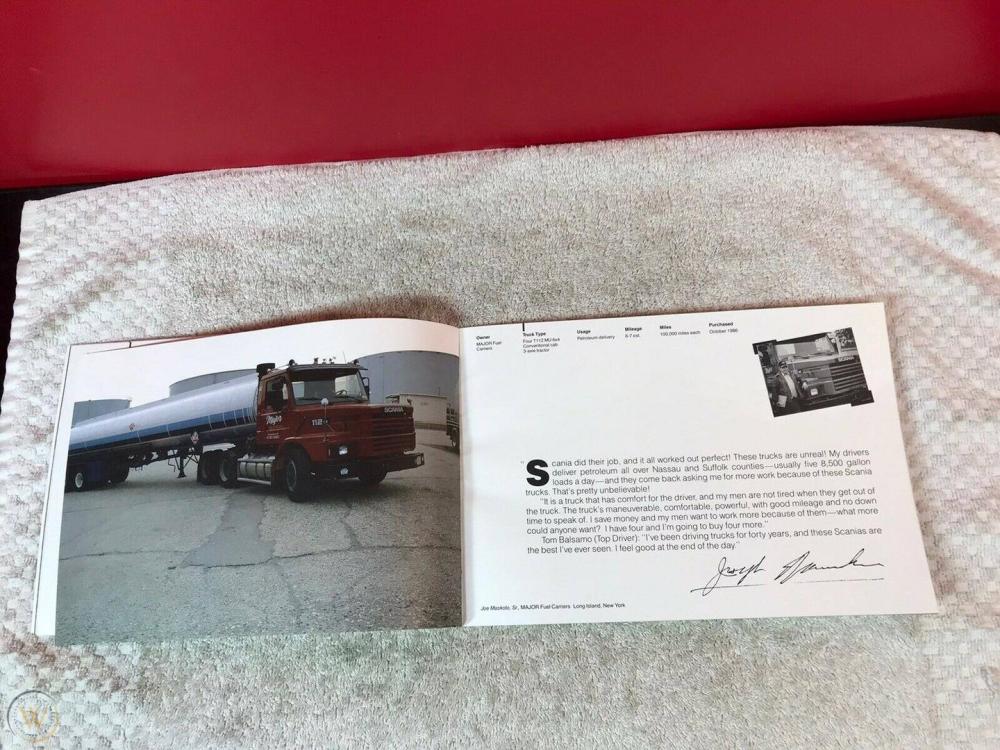 Owner
MAJOR Fuel
Carriers
Truck Type
Four T112 MU 6x4
Conventional cab
3-axle tractor
Usage
Petroleum delivery
Mileage
6-7 est.
Miles
100,000 miles each
Purchased
October 1986
SCANIA
Major
112
SCANIA
"Scania did their job, and it all worked out perfect! These trucks are unreal! My drivers
deliver petroleum all over Nassau and Suffolk counties—usually five 8,500 gallon
loads a day—and they come back asking me for more work because of these Scania
trucks. That's pretty unbelievable!
"It is a truck that has comfort for the driver, and my men are not tired when they get out of
the truck. The truck's maneuverable, comfortable, powerful, with good mileage and no down
time to speak of. I save money and my men want to work more because of them—what more
could anyone want? I have four and I'm going to buy four more."
Tom Balsamo (Top Driver): "I've been driving trucks for forty years, and these Scanias are
the best I've ever seen. I feel good at the end of the day."
Joe Maskolo, Sr., MAJOR Fuel Carriers Long Island, New York
W